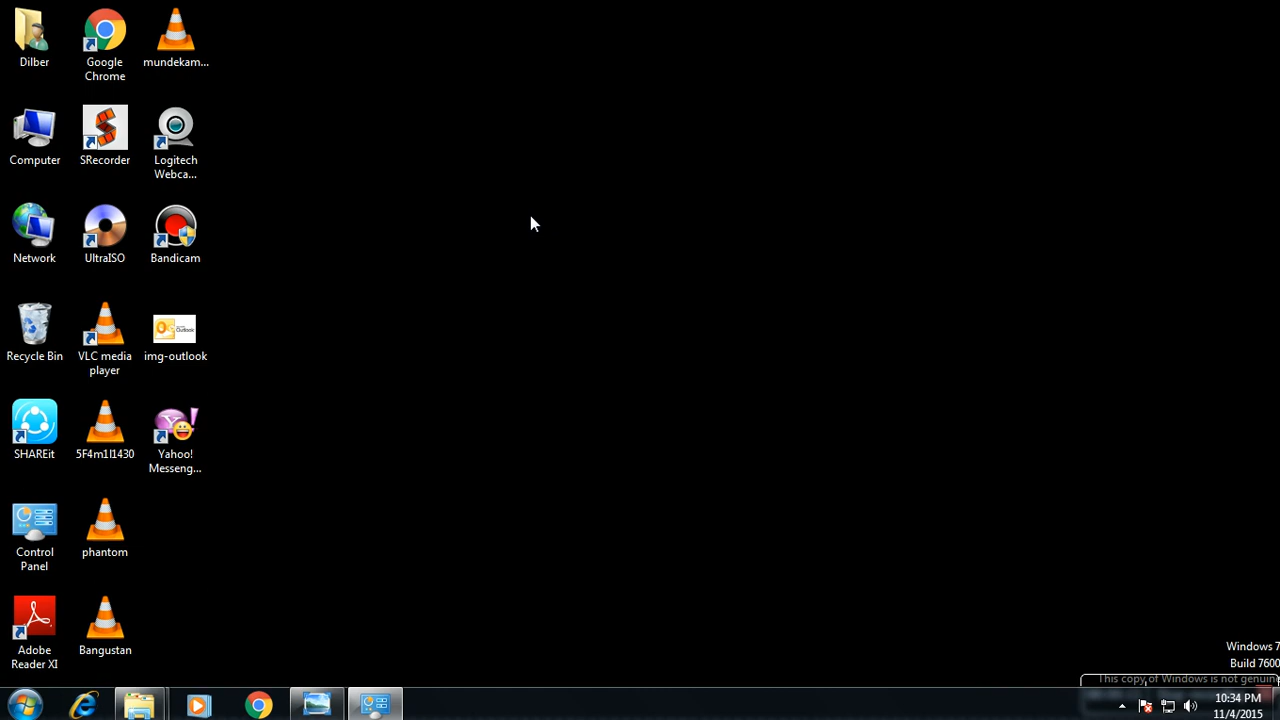 Dilber
Google
Chrome
mundekam...
Computer
SRecorder
Logitech
Webca...
Network
UltraISO
Bandicam
Recycle Bin
VLC media
player
img-outlook
SHAREit
5F4m1l1430
Yahoo!
Messeng...
Control
Panel
phantom
Adobe
Reader XI
Bangustan
Windows 7
Build 7600
This copy of Windows is not genuine
10:34 PM
11/4/2015